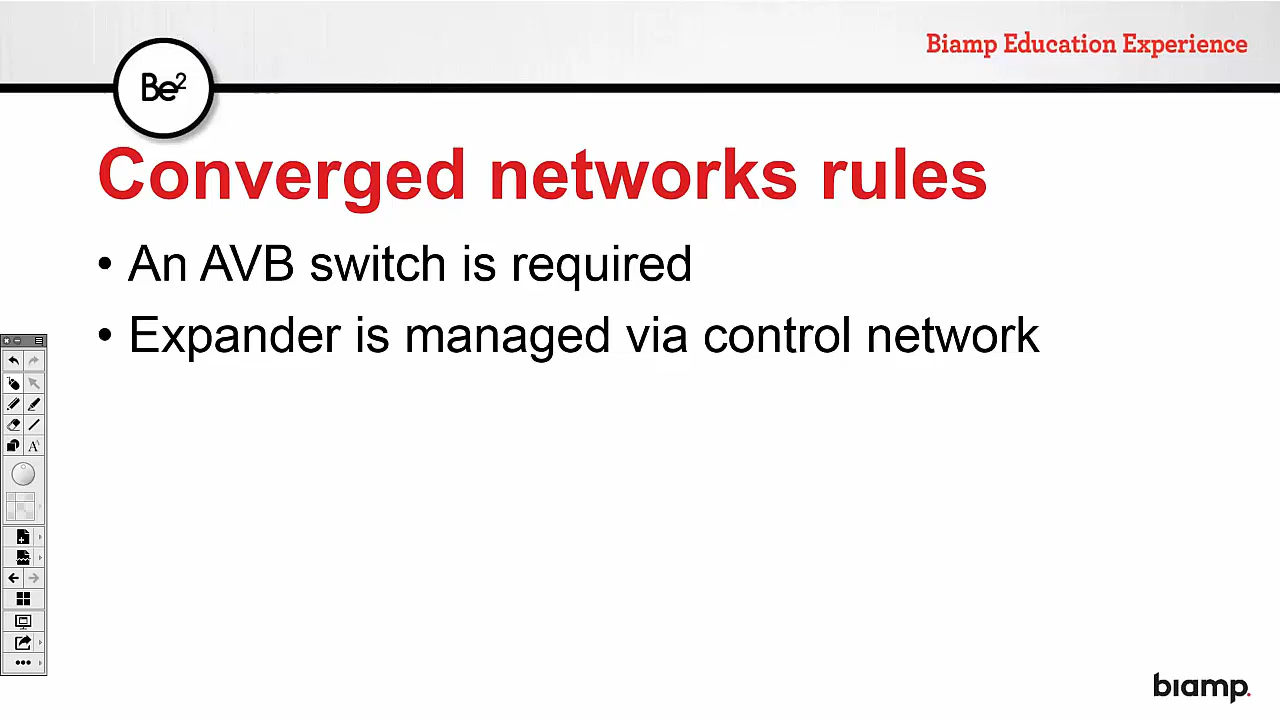 Biamp Education Experience
Be²
Converged networks rules
• An AVB switch is required
• Expander is managed via control network
A
biamp.